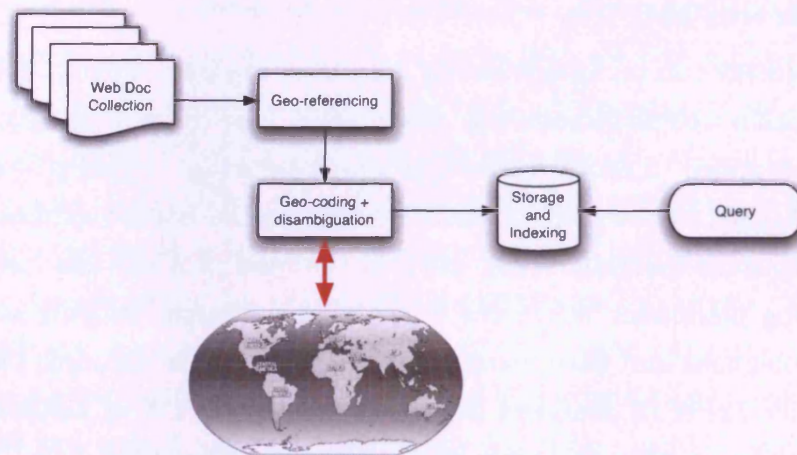 Web Doc
Collection
Geo-referencing
Geo-coding +
disambiguation
Storage
and
Indexing
Query